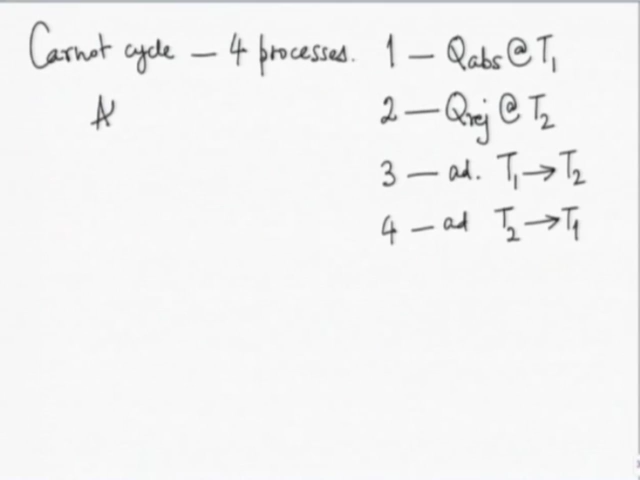 Carnot cycle — 4 processes. 1 — Qabs @ T₁
2 — Qrej @ T₂
3 — ad. T₁ → T₂
4 — ad T₂ → T₁